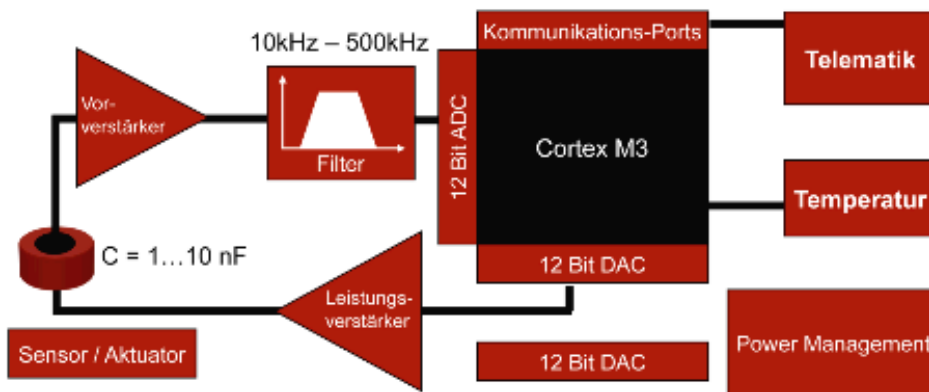 Kommunikations-Ports
10kHz – 500kHz
Telematik
Vor-
verstärker
12 Bit ADC
Cortex M3
Filter
Temperatur
C = 1...10 nF
12 Bit DAC
Leistungs-
verstärker
Sensor / Aktuator
12 Bit DAC
Power Management